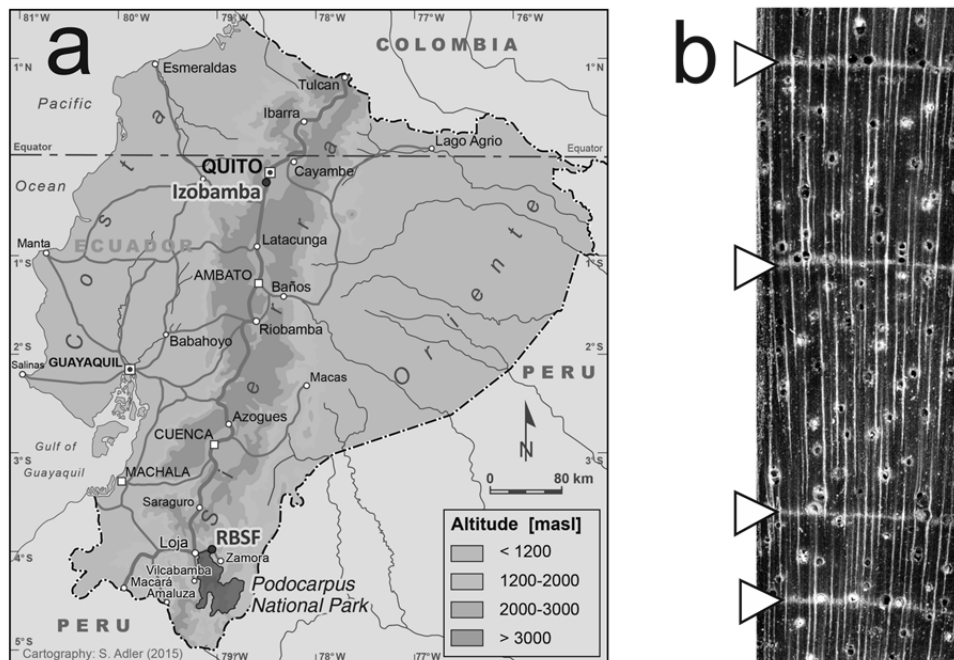 a
b
81°W
80°W
79°W
78°W
77°W
76°W
COLOMBIA
1°N
1°N
Esmeraldas
Tulcan
Pacific
Ibarra
Lago Agrio
Equator
Equator
QUITO
Cayambe
Ocean
Izobamba
Costa
Sierra
Oriente
Manta
ECUADOR
Latacunga
1°S
1°S
AMBATO
Baños
Riobamba
Babahoyo
2°S
2°S
GUAYAQUIL
Salinas
Macas
PERU
Azogues
CUENCA
N
Gulf of
Guayaquil
3°S
3°S
MACHALA
0 80 km
Saraguro
Altitude [masl]
RBSF
< 1200
4°S
Loja
Zamora
Vilcabamba
1200-2000
Macará
Podocarpus
Amaluza
National Park
2000-3000
PERU
> 3000
5°S
Cartography: S. Adler (2015)
79°W
78°W
77°W